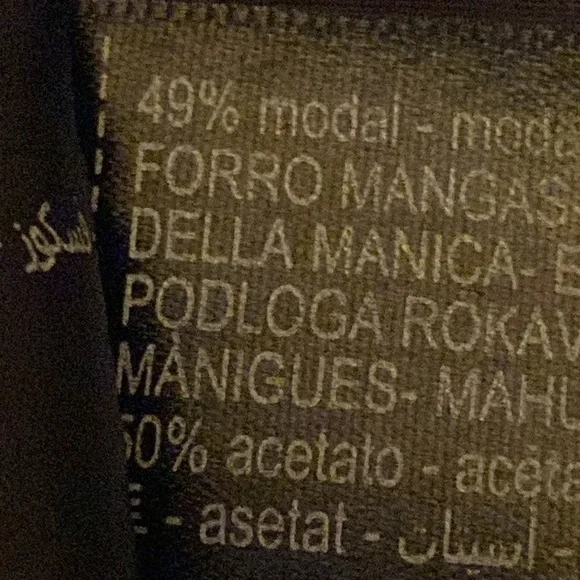 49% modal - moda
FORRO MANGAS
DELLA MANICA- E
PODLOGA ROKAV
MÀNIGUES- MAHU
50% acetato - aceta
E - asetat - أسيتات -